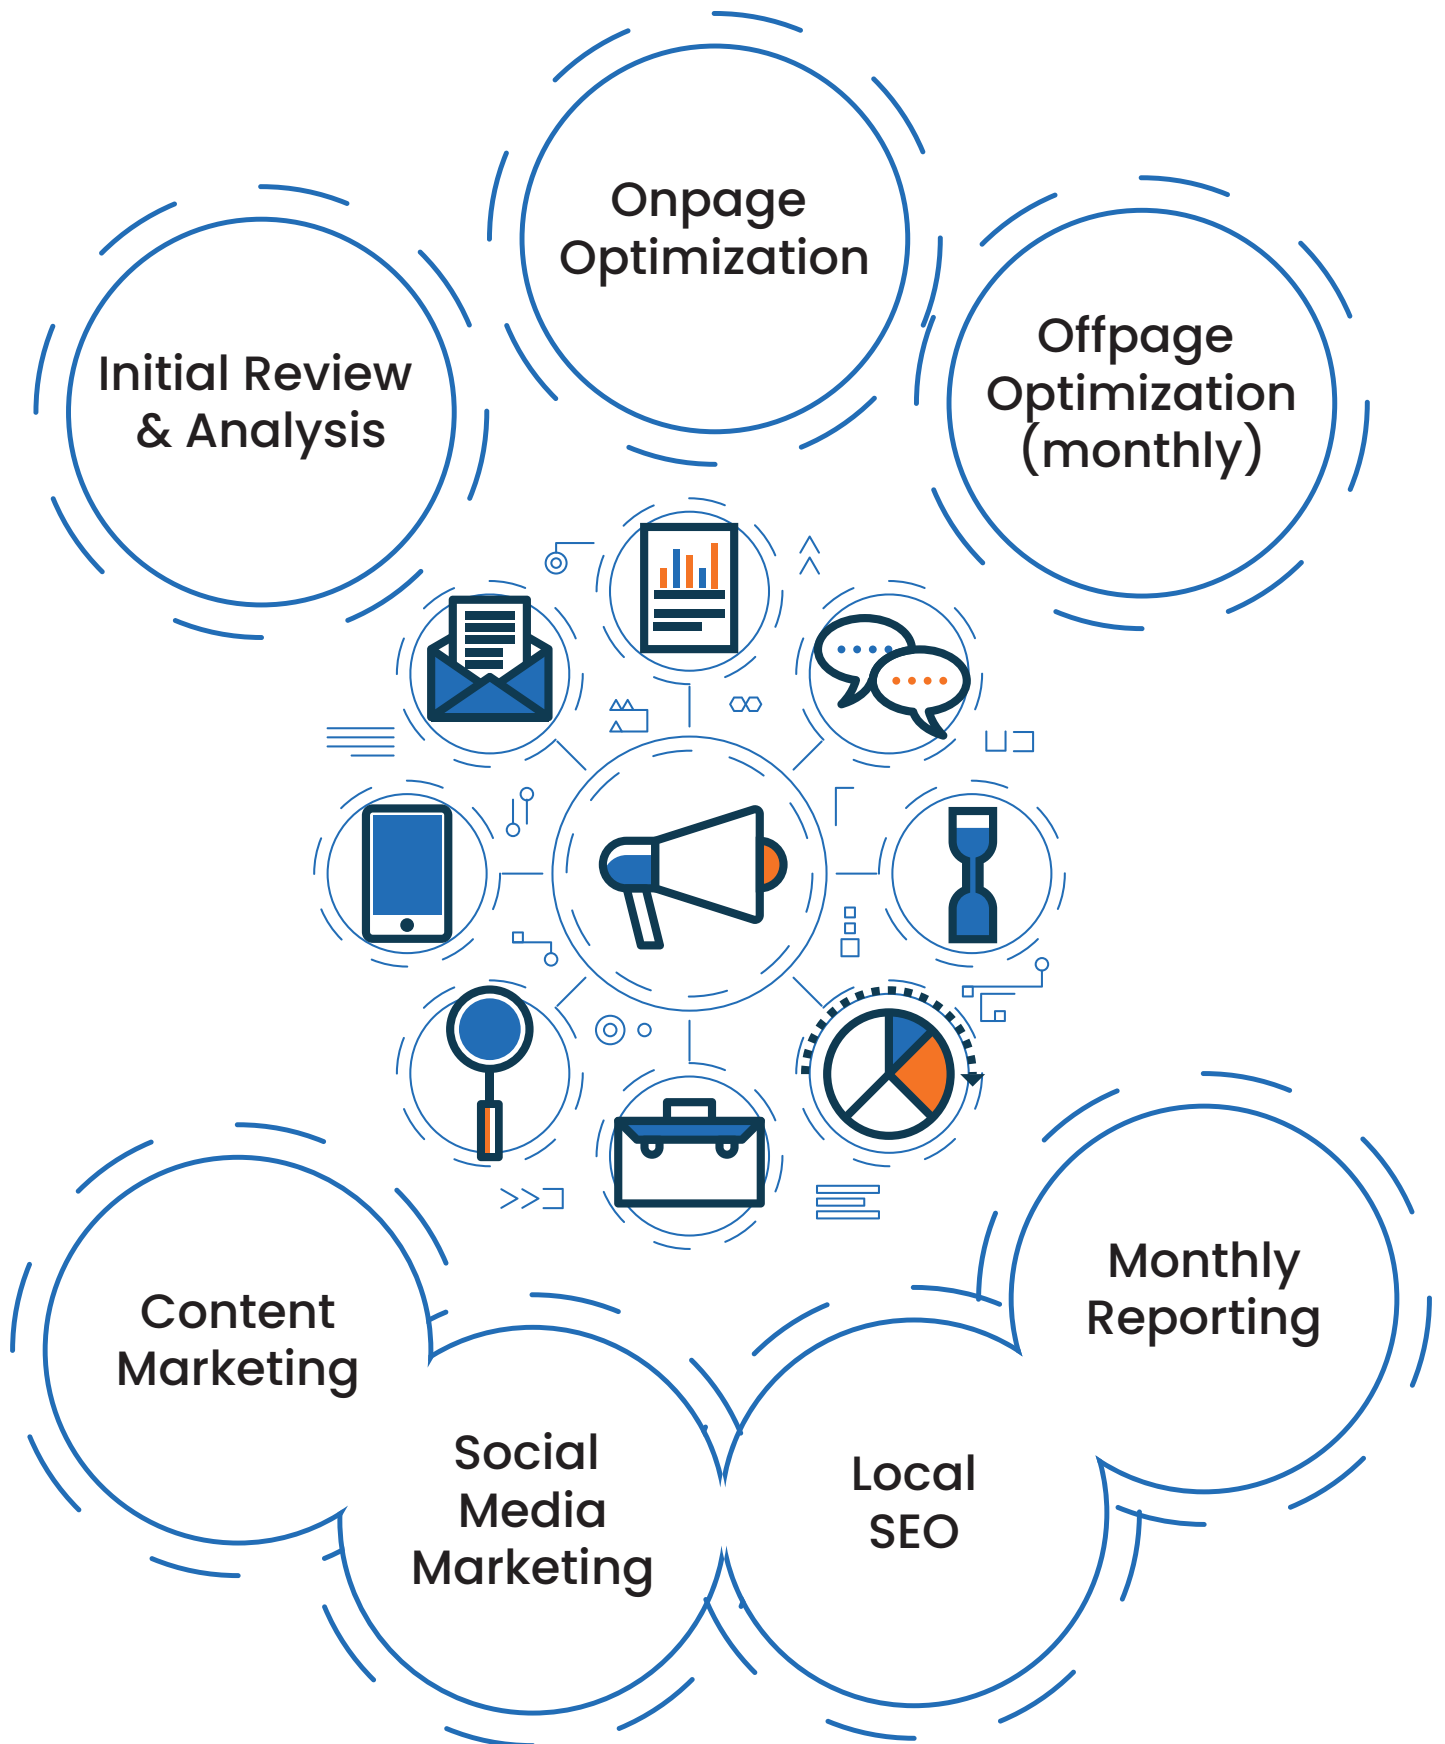 Onpage
Optimization
Initial Review
& Analysis
Offpage
Optimization
(monthly)
Content
Marketing
Social
Media
Marketing
Local
SEO
Monthly
Reporting